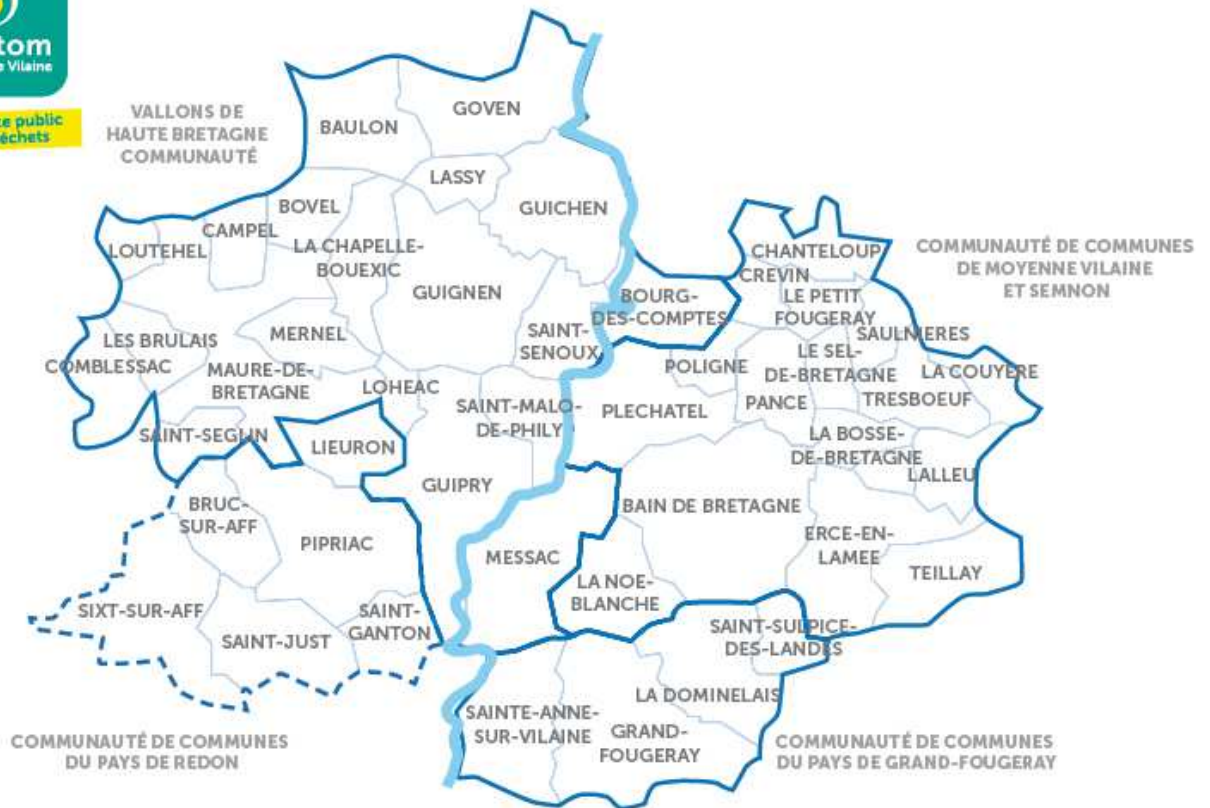 tom
Vilaine
public
VALLONS DE
HAUTE BRETAGNE
COMMUNAUTÉ
BAULON
GOVEN
LASSY
GUICHEN
BOVEL
CAMPEL
LOUTEHEL
LA CHAPELLE-
BOUEXIC
GUIGNEN
CHANTELOUP
CREVIN
COMMUNAUTÉ DE COMMUNES
DE MOYENNE VILAINE
ET SEMNON
BOURG-
DES-COMPTES
LE PETIT
FOUGERAY
SAULNIERES
LES BRULAIS
MERNEL
SAINT-
SENOUX
COMBLESSAC
MAURE-DE-
BRETAGNE
LOHEAC
POLIGNE
LE SEL-
DE-BRETAGNE
LA COUYERE
SAINT-MALO-
DE-PHILY
PLECHATEL
PANCE
TRESBOEUF
SAINT-SEGLIN
LIEURON
LA BOSSE-
DE-BRETAGNE
LALLEU
GUIPRY
BRUC-
SUR-AFF
PIPRIAC
BAIN DE BRETAGNE
MESSAC
ERCE-EN-
LAMEE
TEILLAY
LA NOE-
BLANCHE
SIXT-SUR-AFF
SAINT-JUST
SAINT-
GANTON
SAINT-SULPICE-
DES-LANDES
LA DOMINELAIS
SAINTE-ANNE-
SUR-VILAINE
GRAND-
FOUGERAY
COMMUNAUTÉ DE COMMUNES
DU PAYS DE REDON
COMMUNAUTÉ DE COMMUNES
DU PAYS DE GRAND-FOUGERAY